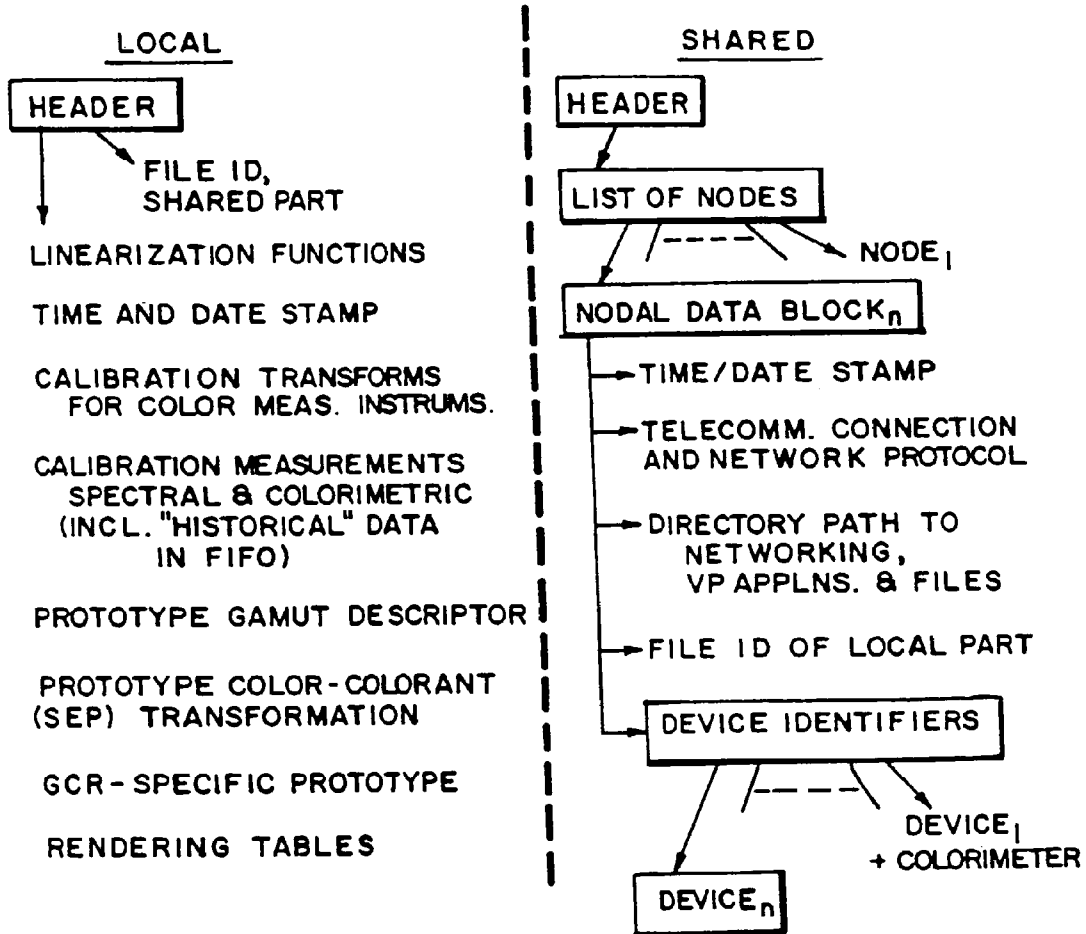 LOCAL
HEADER
FILE ID,
SHARED PART
LINEARIZATION FUNCTIONS
TIME AND DATE STAMP
CALIBRATION TRANSFORMS
FOR COLOR MEAS. INSTRUMS.
CALIBRATION MEASUREMENTS
SPECTRAL & COLORIMETRIC
(INCL. "HISTORICAL" DATA
IN FIFO)
PROTOTYPE GAMUT DESCRIPTOR
PROTOTYPE COLOR-COLORANT
(SEP) TRANSFORMATION
GCR-SPECIFIC PROTOTYPE
RENDERING TABLES
SHARED
HEADER
LIST OF NODES
NODE1
NODAL DATA BLOCKn
TIME/DATE STAMP
TELECOMM. CONNECTION
AND NETWORK PROTOCOL
DIRECTORY PATH TO
NETWORKING,
VP APPLNS. & FILES
FILE ID OF LOCAL PART
DEVICE IDENTIFIERS
DEVICE1
+ COLORIMETER
DEVICEn